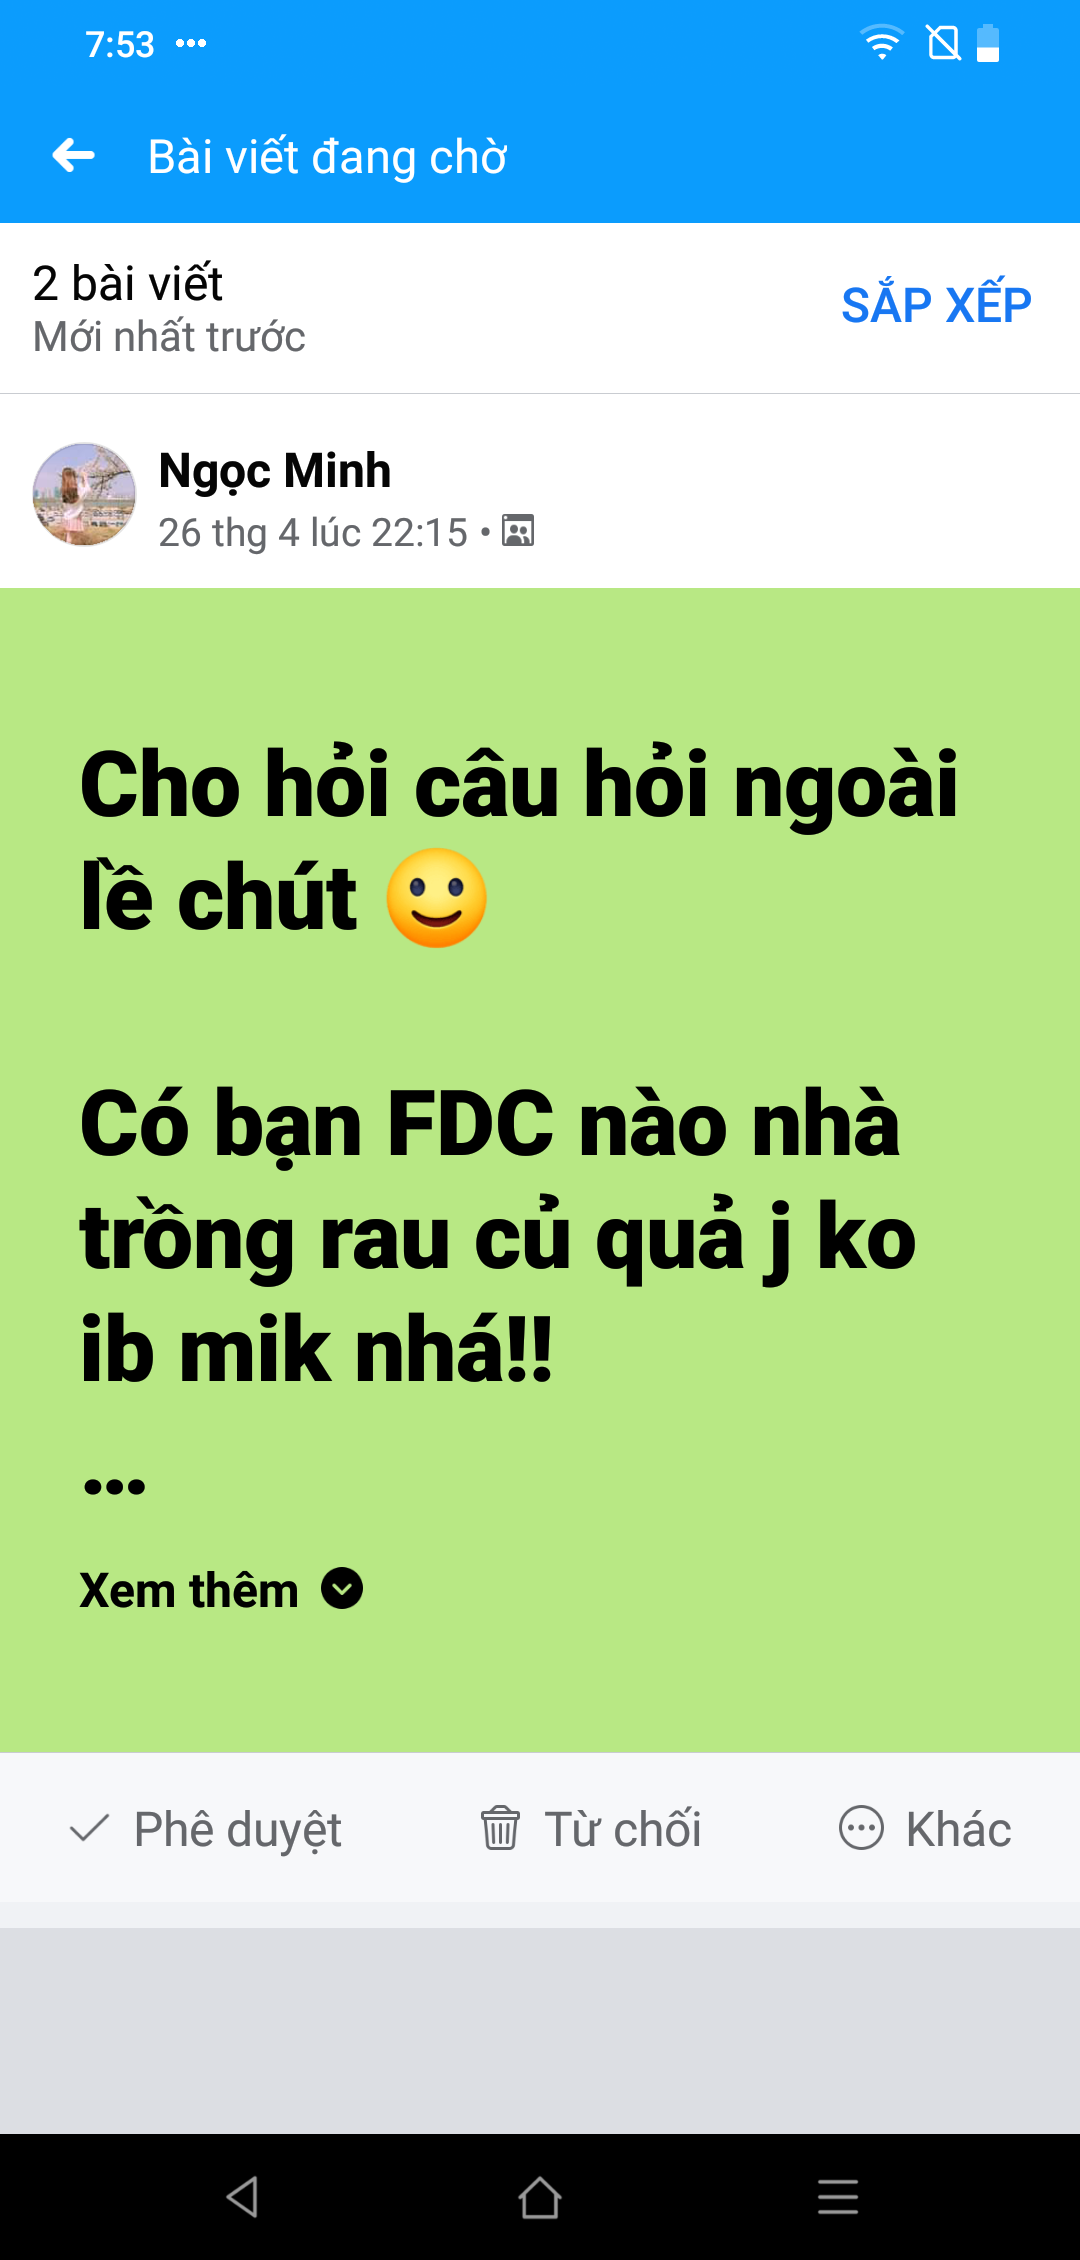 7:53
Bài viết đang chờ
2 bài viết
Mới nhất trước
SẮP XẾP
Ngọc Minh
26 thg 4 lúc 22:15 •
Cho hỏi câu hỏi ngoài
lề chút 🙂
Có bạn FDC nào nhà
trồng rau củ quả j ko
ib mik nhá!!
...
Xem thêm
Phê duyệt
Từ chối
Khác